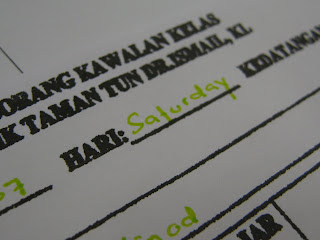 BORANG KAWALAN KELAS
TAMAN TUN DR.ISMAIL, KL
HARI: Saturday KEDATANGAN